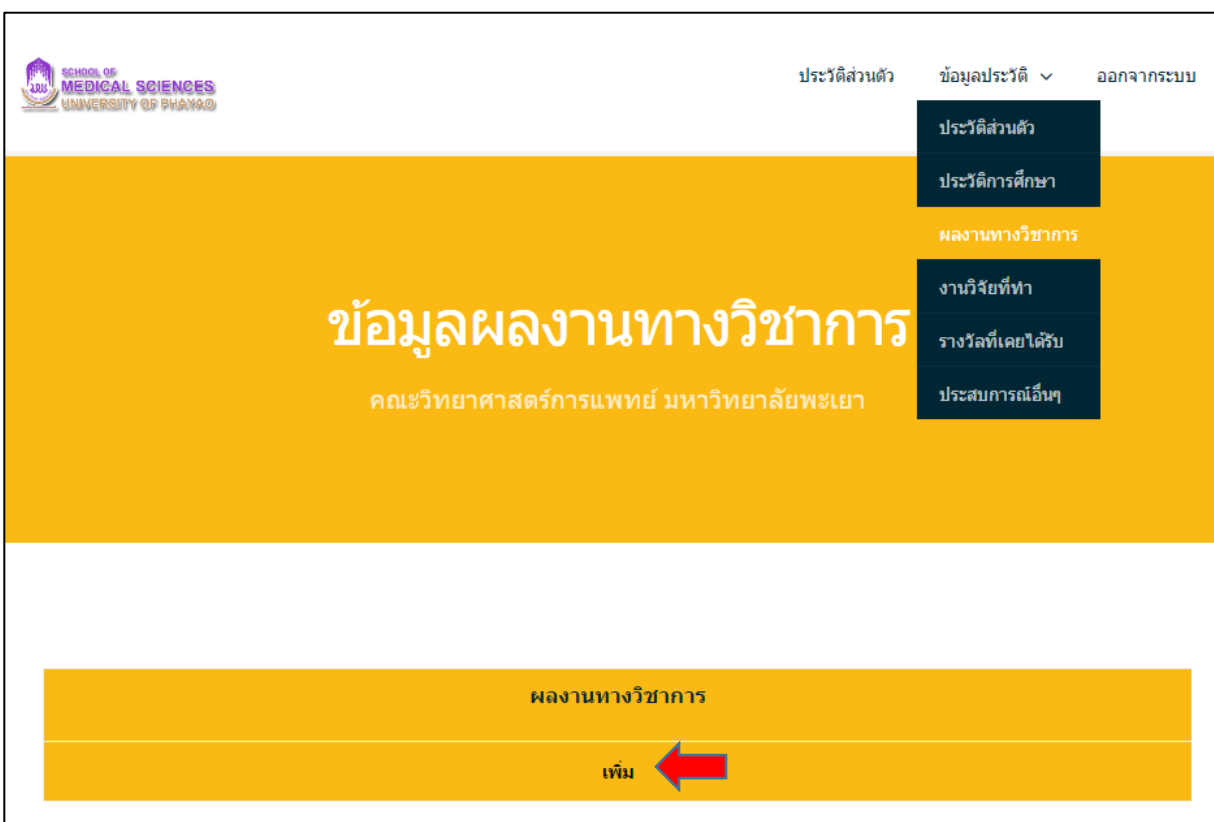 SCHOOL OF
MEDICAL SCIENCES
UNIVERSITY OF PHAYAO
ประวัติส่วนตัว
ข้อมูลประวัติ
ออกจากระบบ
ประวัติส่วนตัว
ประวัติการศึกษา
ผลงานทางวิชาการ
งานวิจัยที่ทำ
รางวัลที่เคยได้รับ
ประสบการณ์อื่นๆ
ข้อมูลผลงานทางวิชาการ
คณะวิทยาศาสตร์การแพทย์ มหาวิทยาลัยพะเยา
ผลงานทางวิชาการ
เพิ่ม